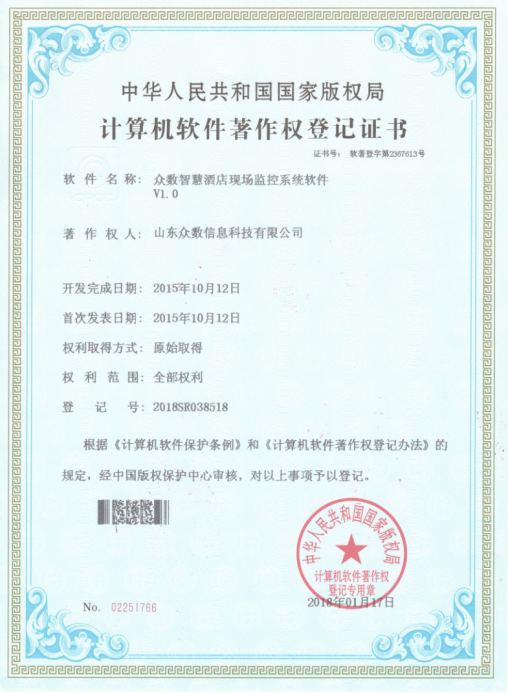 中华人民共和国国家版权局
计算机软件著作权登记证书
证书号： 软著登字第2367613号
软件名称： 众数智慧酒店现场监控系统软件
V1.0
著作权人： 山东众数信息科技有限公司
开发完成日期： 2015年10月12日
首次发表日期： 2015年10月12日
权利取得方式： 原始取得
权利范围： 全部权利
登记号： 2018SR038518
根据《计算机软件保护条例》和《计算机软件著作权登记办法》的
规定，经中国版权保护中心审核，对以上事项予以登记。
中华人民共和国国家版权局
计算机软件著作权
登记专用章
No. 02251766
2018年01月17日